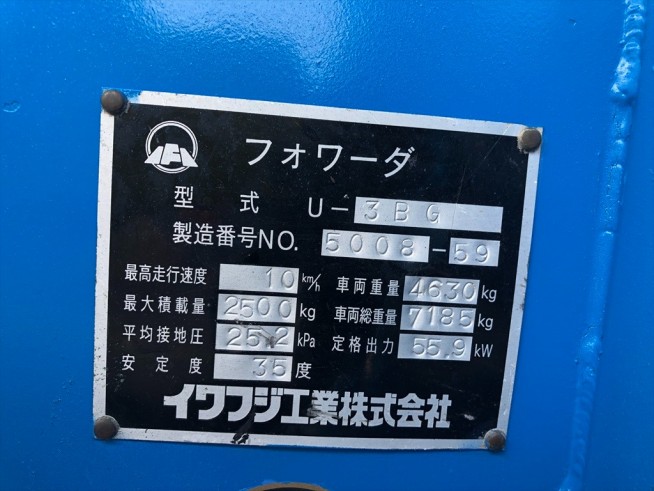 フォワーダ
型式 U-3BG
製造番号NO. 5008-59
最高走行速度 10 km/h 車両重量 4630 kg
最大積載量 2500 kg 車両総重量 7185 kg
平均接地圧 25.2 kPa 定格出力 55.9 kW
安定度 35 度
イワフジ工業株式会社